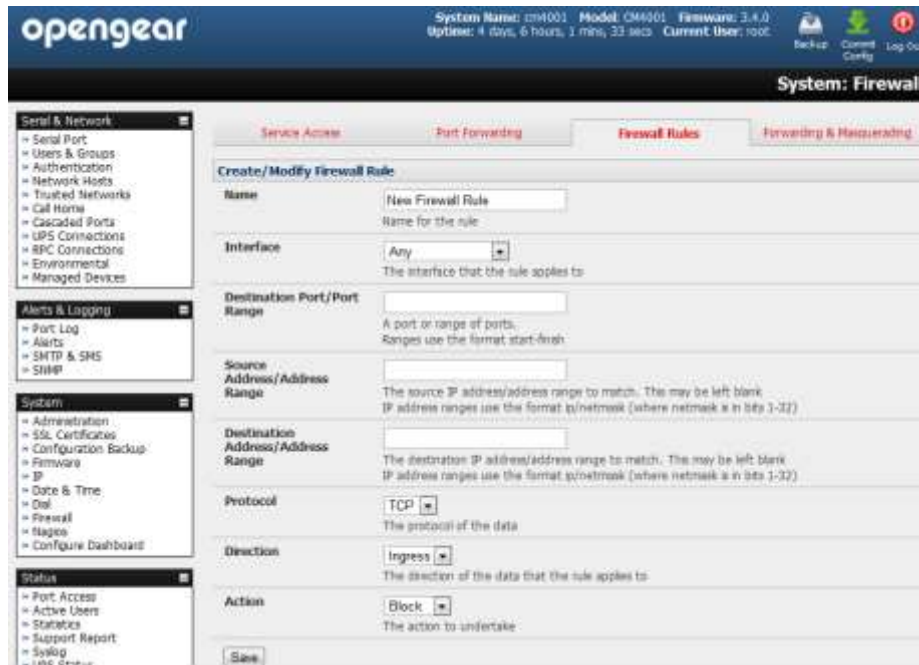 opengear
System Name: cm4001 Model: CM4001 Firmware: 3.4.0
Uptime: 4 days, 6 hours, 1 mins, 33 secs Current User: root
Backup
Commit Config
Log Ou
System: Firewall
Serial & Network
Serial Port
Users & Groups
Authentication
Network Hosts
Trusted Networks
Call Home
Cascaded Ports
UPS Connections
RPC Connections
Environmental
Managed Devices
Alerts & Logging
Port Log
Alerts
SMTP & SMS
SNMP
System
Administration
SSL Certificates
Configuration Backup
Firmware
IP
Date & Time
Dial
Firewall
Nagios
Configure Dashboard
Status
Port Access
Active Users
Statistics
Support Report
Syslog
UPS Status
Service Access
Port Forwarding
Firewall Rules
Forwarding & Masquerading
Create/Modify Firewall Rule
Name
New Firewall Rule
Name for the rule
Interface
Any
The interface that the rule applies to
Destination Port/Port Range
A port or range of ports.
Ranges use the format start-finish
Source Address/Address Range
The source IP address/address range to match. This may be left blank
IP address ranges use the format ip/netmask (where netmask is in bits 1-32)
Destination Address/Address Range
The destination IP address/address range to match. This may be left blank
IP address ranges use the format ip/netmask (where netmask is in bits 1-32)
Protocol
TCP
The protocol of the data
Direction
Ingress
The direction of the data that the rule applies to
Action
Block
The action to undertake
Save